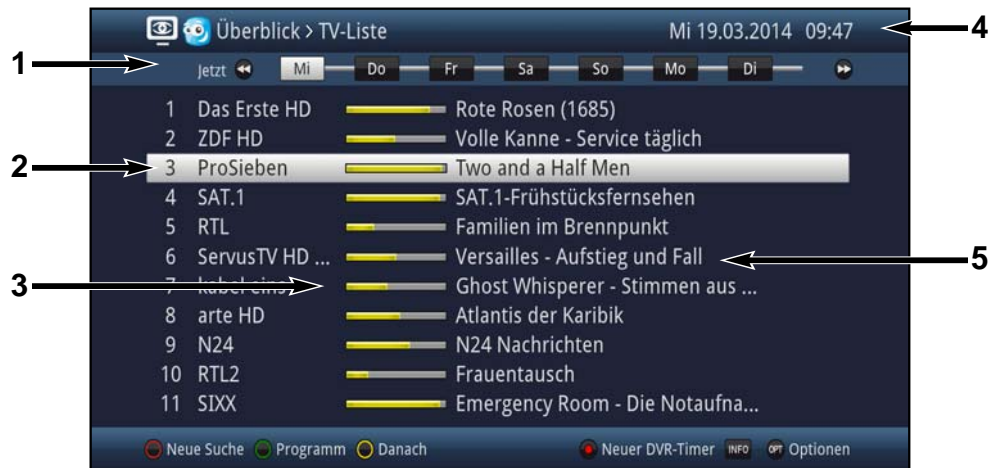 Überblick > TV-Liste Mi 19.03.2014 09:47 4
1 Jetzt Mi Do Fr Sa So Mo Di
1 Das Erste HD Rote Rosen (1685)
2 ZDF HD Volle Kanne - Service täglich
2 3 ProSieben Two and a Half Men
4 SAT.1 SAT.1-Frühstücksfernsehen
5 RTL Familien im Brennpunkt
6 ServusTV HD ... Versailles - Aufstieg und Fall 5
3 7 kabel eins Ghost Whisperer - Stimmen aus ...
8 arte HD Atlantis der Karibik
9 N24 N24 Nachrichten
10 RTL2 Frauentausch
11 SIXX Emergency Room - Die Notaufna...
Neue Suche Programm Danach Neuer DVR-Timer INFO OPT Optionen